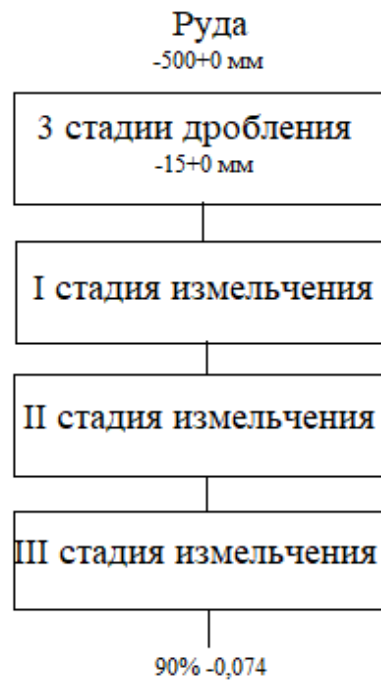 Руда
-500+0 мм
3 стадии дробления
-15+0 мм
I стадия измельчения
II стадия измельчения
III стадия измельчения
90% -0,074